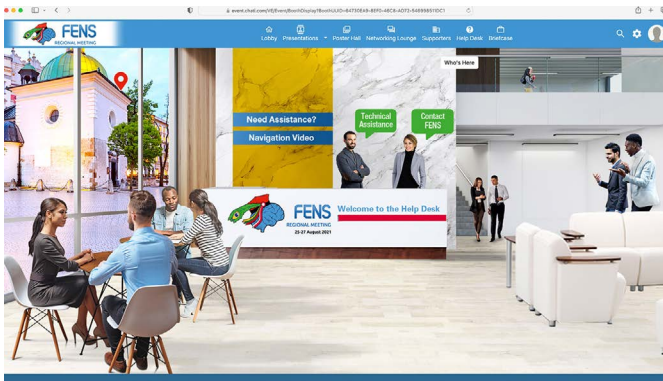 FENS
REGIONAL MEETING
Lobby
Presentations
Poster Hall
Networking Lounge
Supporters
Help Desk
Briefcase
Who's Here
Need Assistance?
Navigation Video
Technical
Assistance
Contact
FENS
FENS
REGIONAL MEETING
25-27 August 2021
Welcome to the Help Desk